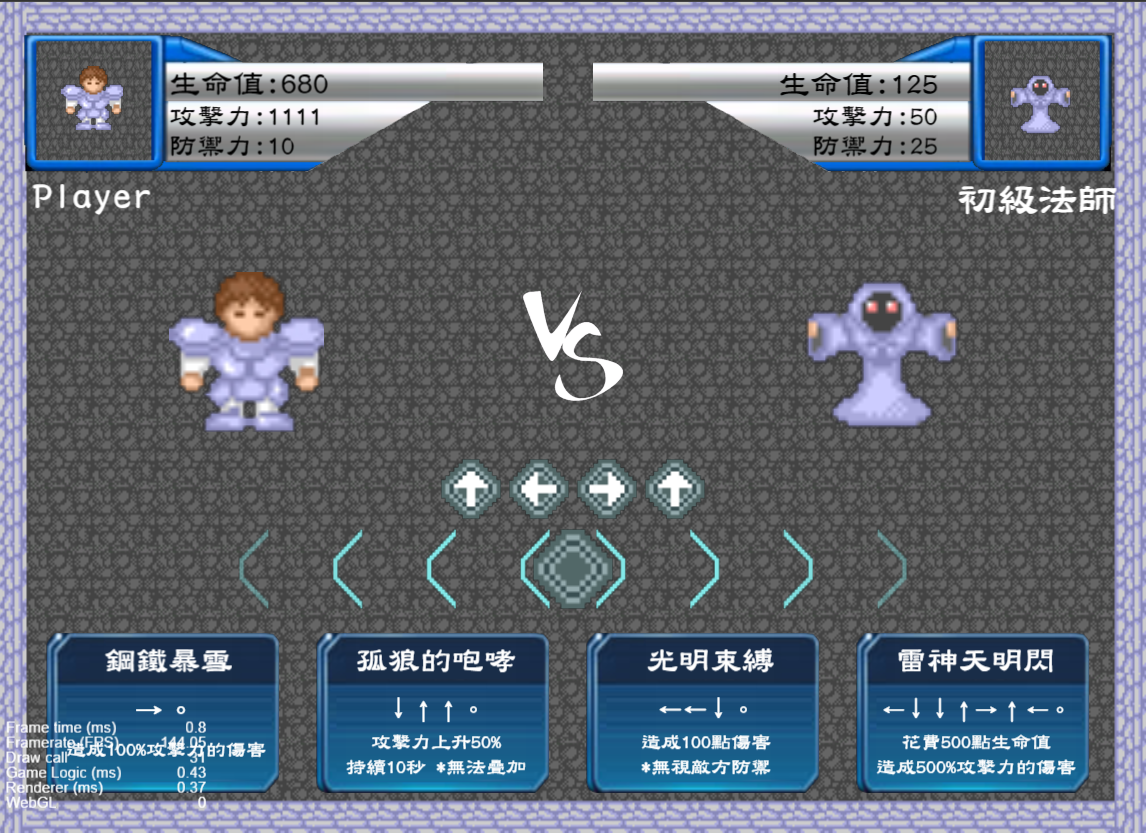 生命值:680
攻擊力:1111
防禦力:10
Player
生命值:125
攻擊力:50
防禦力:25
初級法師
VS
鋼鐵暴雪
→ 。
造成100%攻擊力的傷害
孤狼的咆哮
↓ ↑ ↑ 。
攻擊力上升50%
持續10秒 *無法疊加
光明束縛
←←↓ 。
造成100點傷害
*無視敵方防禦
雷神天明閃
←↓ ↓ ↑→↑←。
花費500點生命值
造成500%攻擊力的傷害
Frame time (ms) 0.8
Framerate (FPS) 144.05
Draw call 31
Game Logic (ms) 0.43
Renderer (ms) 0.37
WebGL 0